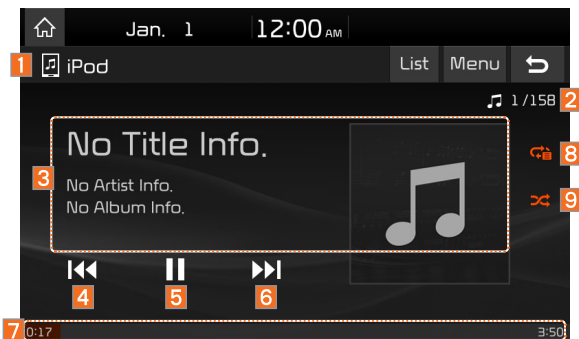 Jan. 1 12:00 AM
1 iPod List Menu
1/158 2
3
No Title Info.
No Artist Info.
No Album Info.
8
9
4 5 6
7 0:17 3:50